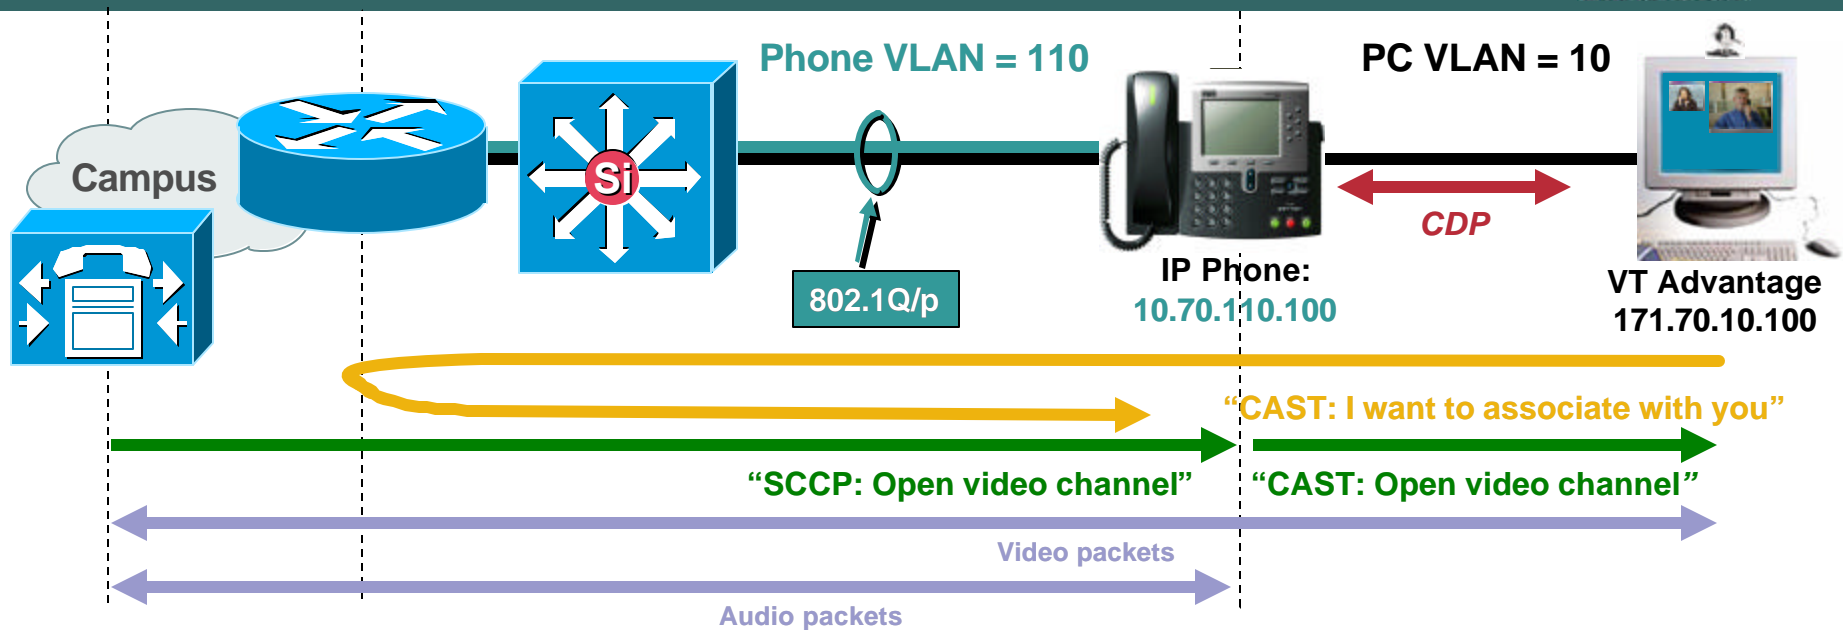 Phone VLAN = 110
PC VLAN = 10
Campus
Si
CDP
802.1Q/p
IP Phone:
10.70.110.100
VT Advantage
171.70.10.100
“CAST: I want to associate with you”
“SCCP: Open video channel”
“CAST: Open video channel”
Video packets
Audio packets